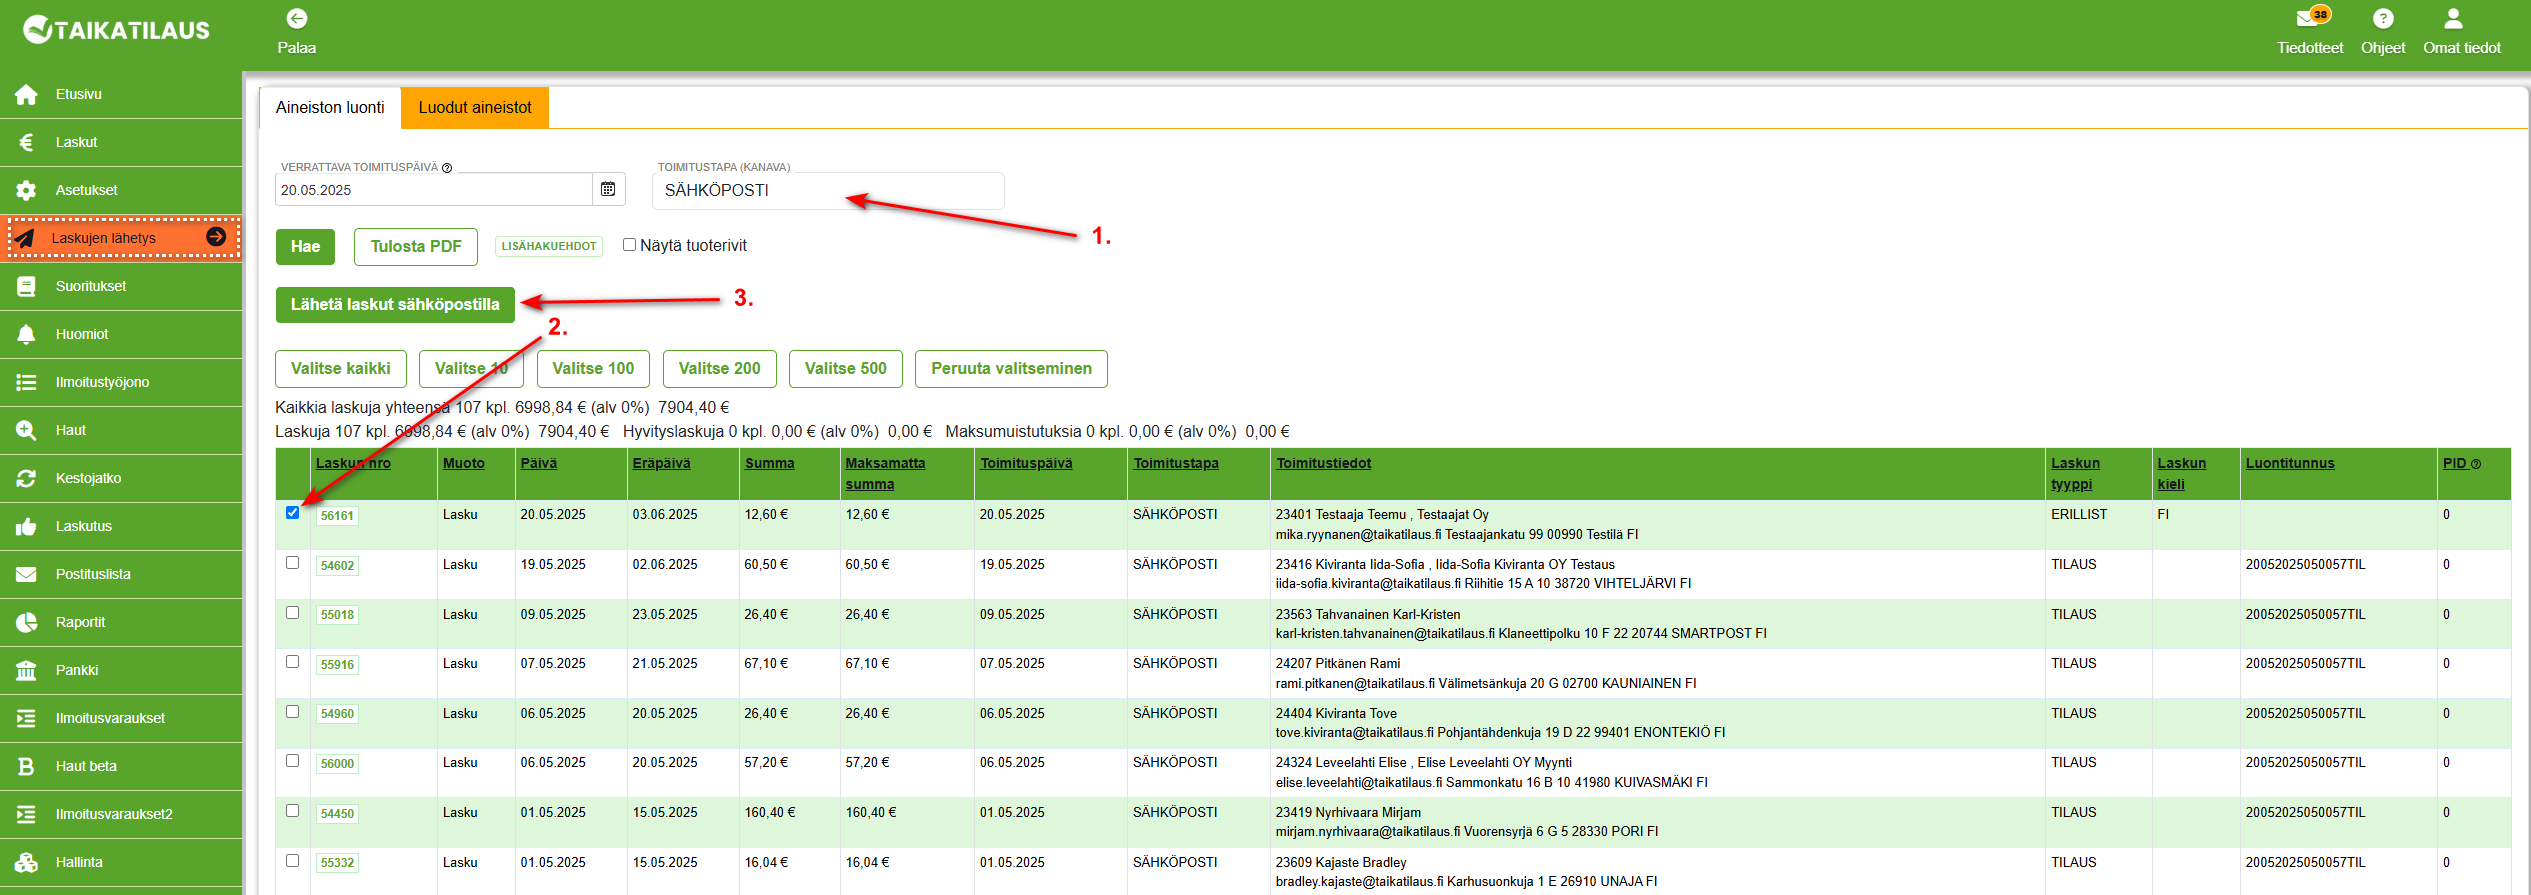 TAIKATILAUS
Palaa
38
Tiedotteet
Ohjeet
Omat tiedot
Etusivu
Laskut
Asetukset
Laskujen lähetys
Suoritukset
Huomiot
Ilmoitustyöjono
Haut
Kestojatko
Laskutus
Postituslista
Raportit
Pankki
Ilmoitusvaraukset
Haut beta
Ilmoitusvaraukset2
Hallinta
Aineiston luonti Luodut aineistot
VERRATTAVA TOIMITUSPÄIVÄ TOIMITUSTAPA (KANAVA)
20.05.2025 SÄHKÖPOSTI
1.
Hae Tulosta PDF LISÄHAKUEHDOT Näytä tuoterivit
Lähetä laskut sähköpostilla 3.
2.
Valitse kaikki Valitse 10 Valitse 100 Valitse 200 Valitse 500 Peruuta valitseminen
Kaikkia laskuja yhteensä 107 kpl. 6998,84 € (alv 0%) 7904,40 €
Laskuja 107 kpl. 6998,84 € (alv 0%) 7904,40 € Hyvityslaskuja 0 kpl. 0,00 € (alv 0%) 0,00 € Maksumuistutuksia 0 kpl. 0,00 € (alv 0%) 0,00 €
Laskun nro Muoto Päivä Eräpäivä Summa Maksamatta summa Toimituspäivä Toimitustapa Toimitustiedot Laskun tyyppi Laskun kieli Luontitunnus PID
56161 Lasku 20.05.2025 03.06.2025 12,60 € 12,60 € 20.05.2025 SÄHKÖPOSTI 23401 Testaaja Teemu , Testaajat Oy ERILLIST FI 0
mika.ryynanen@taikatilaus.fi Testaajankatu 99 00990 Testilä FI
54602 Lasku 19.05.2025 02.06.2025 60,50 € 60,50 € 19.05.2025 SÄHKÖPOSTI 23416 Kiviranta Iida-Sofia , Iida-Sofia Kiviranta OY Testaus TILAUS 20052025050057TIL 0
iida-sofia.kiviranta@taikatilaus.fi Riihitie 15 A 10 38720 VIHTELJÄRVI FI
55018 Lasku 09.05.2025 23.05.2025 26,40 € 26,40 € 09.05.2025 SÄHKÖPOSTI 23563 Tahvanainen Karl-Kristen TILAUS 20052025050057TIL 0
karl-kristen.tahvanainen@taikatilaus.fi Klaneettipolku 10 F 22 20744 SMARTPOST FI
55916 Lasku 07.05.2025 21.05.2025 67,10 € 67,10 € 07.05.2025 SÄHKÖPOSTI 24207 Pitkänen Rami TILAUS 20052025050057TIL 0
rami.pitkanen@taikatilaus.fi Välimetsänkuja 20 G 02700 KAUNIAINEN FI
54960 Lasku 06.05.2025 20.05.2025 26,40 € 26,40 € 06.05.2025 SÄHKÖPOSTI 24404 Kiviranta Tove TILAUS 20052025050057TIL 0
tove.kiviranta@taikatilaus.fi Pohjantähdenkuja 19 D 22 99401 ENONTEKIÖ FI
56000 Lasku 06.05.2025 20.05.2025 57,20 € 57,20 € 06.05.2025 SÄHKÖPOSTI 24324 Leveelahti Elise , Elise Leveelahti OY Myynti TILAUS 20052025050057TIL 0
elise.leveelahti@taikatilaus.fi Sammonkatu 16 B 10 41980 KUIVASMÄKI FI
54450 Lasku 01.05.2025 15.05.2025 160,40 € 160,40 € 01.05.2025 SÄHKÖPOSTI 23419 Nyrhivaara Mirjam TILAUS 20052025050057TIL 0
mirjam.nyrhivaara@taikatilaus.fi Vuorensyrjä 6 G 5 28330 PORI FI
55332 Lasku 01.05.2025 15.05.2025 16,04 € 16,04 € 01.05.2025 SÄHKÖPOSTI 23609 Kajaste Bradley TILAUS 20052025050057TIL 0
bradley.kajaste@taikatilaus.fi Karhusuonkuja 1 E 26910 UNAJA FI